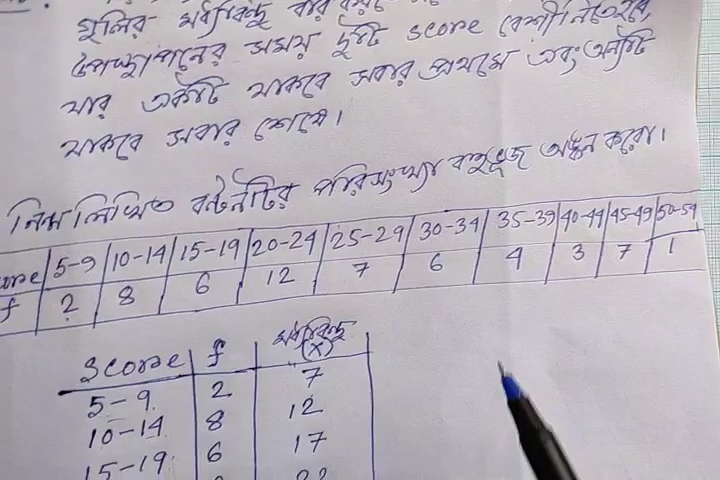 গুলির মধ্যবিন্দু বার করতে
উপস্থাপনের সময় দুটি score বেশী নিতে হবে,
যার একটি থাকবে সবার প্রথমে এবং অন্যটি
থাকবে সবার শেষে।
নিম্নলিখিত বন্টনটির পরিসংখ্যা বহুভুজ অঙ্কন করো।
5-9 10-14 15-19 20-24 25-29 30-34 35-39 40-44 45-49 50-54
f 2 8 6 12 7 6 4 3 7 1
Score f মধ্যবিন্দু (x)
5-9 2 7
10-14 8 12
15-19 6 17